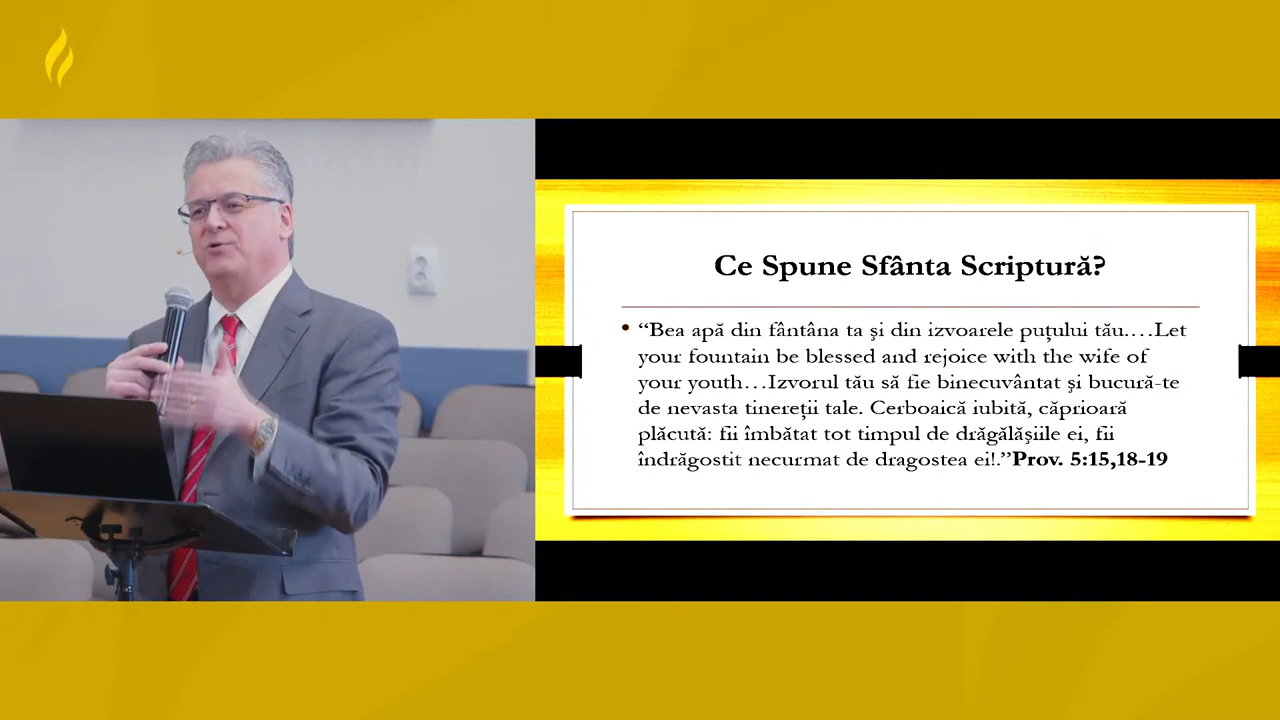 Ce Spune Sfânta Scriptură?
• “Bea apă din fântâna ta şi din izvoarele puțului tău.…Let
your fountain be blessed and rejoice with the wife of
your youth…Izvorul tău să fie binecuvântat şi bucură-te
de nevasta tinereții tale. Cerboaică iubită, căprioară
plăcută: fii îmbătat tot timpul de drăgălăşiile ei, fii
îndrăgostit necurmat de dragostea ei!.”Prov. 5:15,18-19